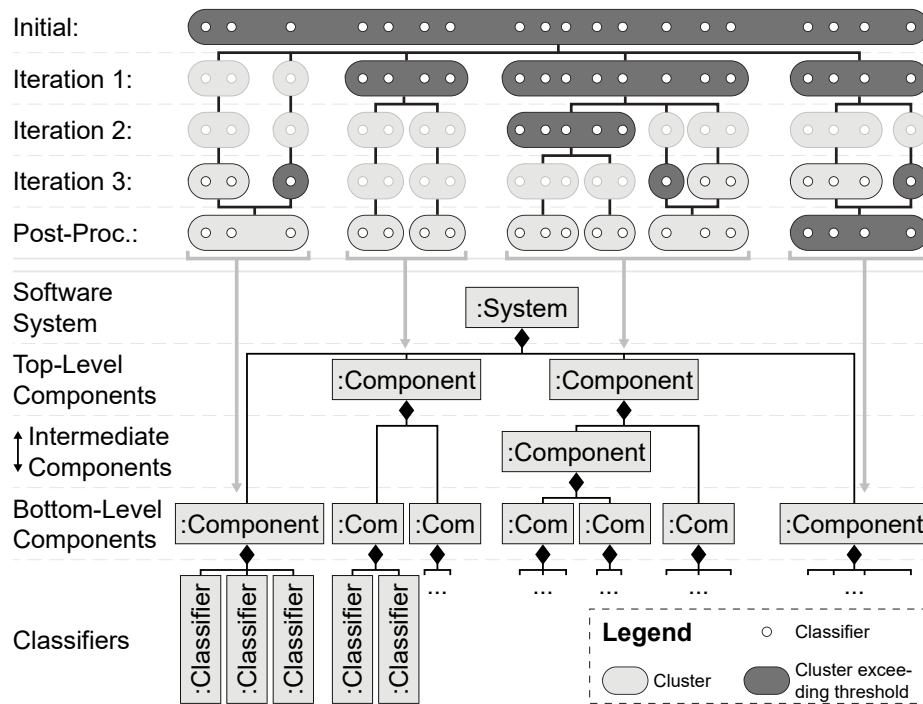 Initial:
Iteration 1:
Iteration 2:
Iteration 3:
Post-Proc.:
Software
System
:System
Top-Level
Components
:Component
:Component
Intermediate
Components
:Component
Bottom-Level
Components
:Component
:Com
:Com
:Com
:Com
:Com
:Component
...
...
...
...
...
Classifiers
:Classifier
:Classifier
:Classifier
:Classifier
:Classifier
Legend
Classifier
Cluster
Cluster excee-
ding threshold